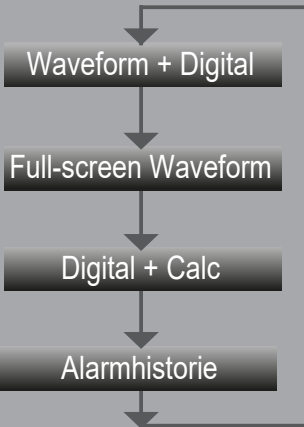 Waveform + Digital
Full-screen Waveform
Digital + Calc
Alarmhistorie